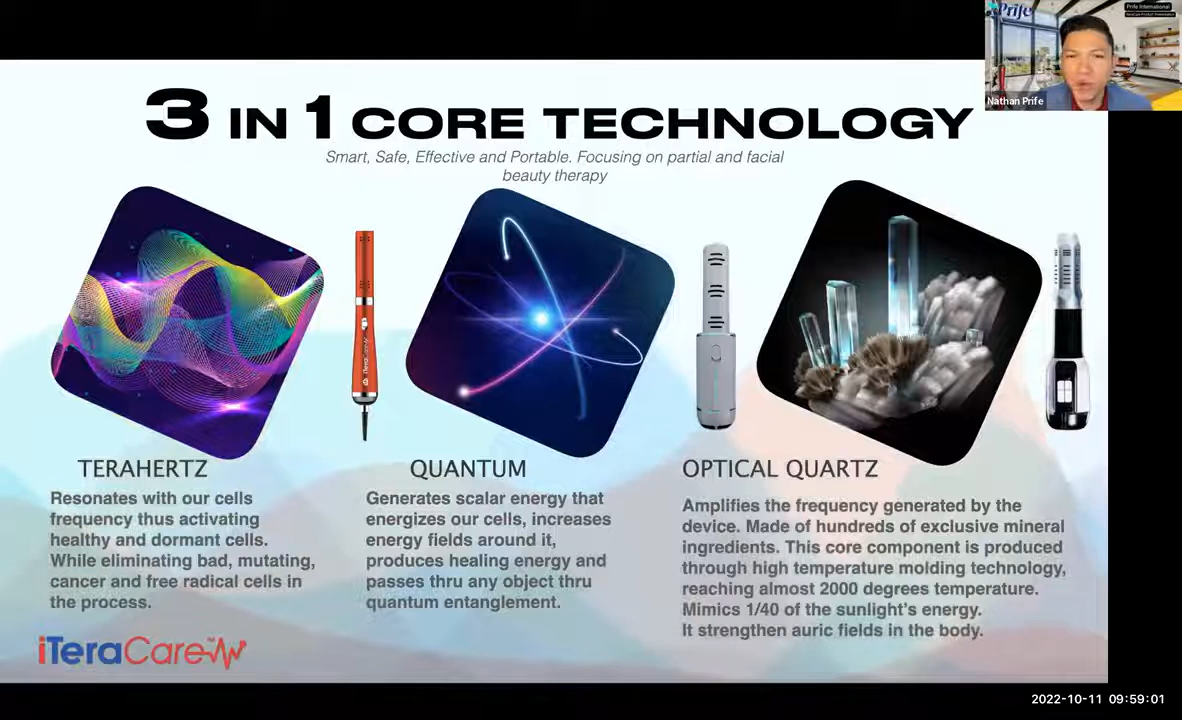 Prife
Prife International
Nathan Prife
3 IN 1 CORE TECHNOLOGY
Smart, Safe, Effective and Portable. Focusing on partial and facial
beauty therapy
iTeraCare
TERAHERTZ
Resonates with our cells
frequency thus activating
healthy and dormant cells.
While eliminating bad, mutating,
cancer and free radical cells in
the process.
QUANTUM
Generates scalar energy that
energizes our cells, increases
energy fields around it,
produces healing energy and
passes thru any object thru
quantum entanglement.
OPTICAL QUARTZ
Amplifies the frequency generated by the
device. Made of hundreds of exclusive mineral
ingredients. This core component is produced
through high temperature molding technology,
reaching almost 2000 degrees temperature.
Mimics 1/40 of the sunlight's energy.
It strengthen auric fields in the body.
iTeraCare
2022-10-11 09:59:01